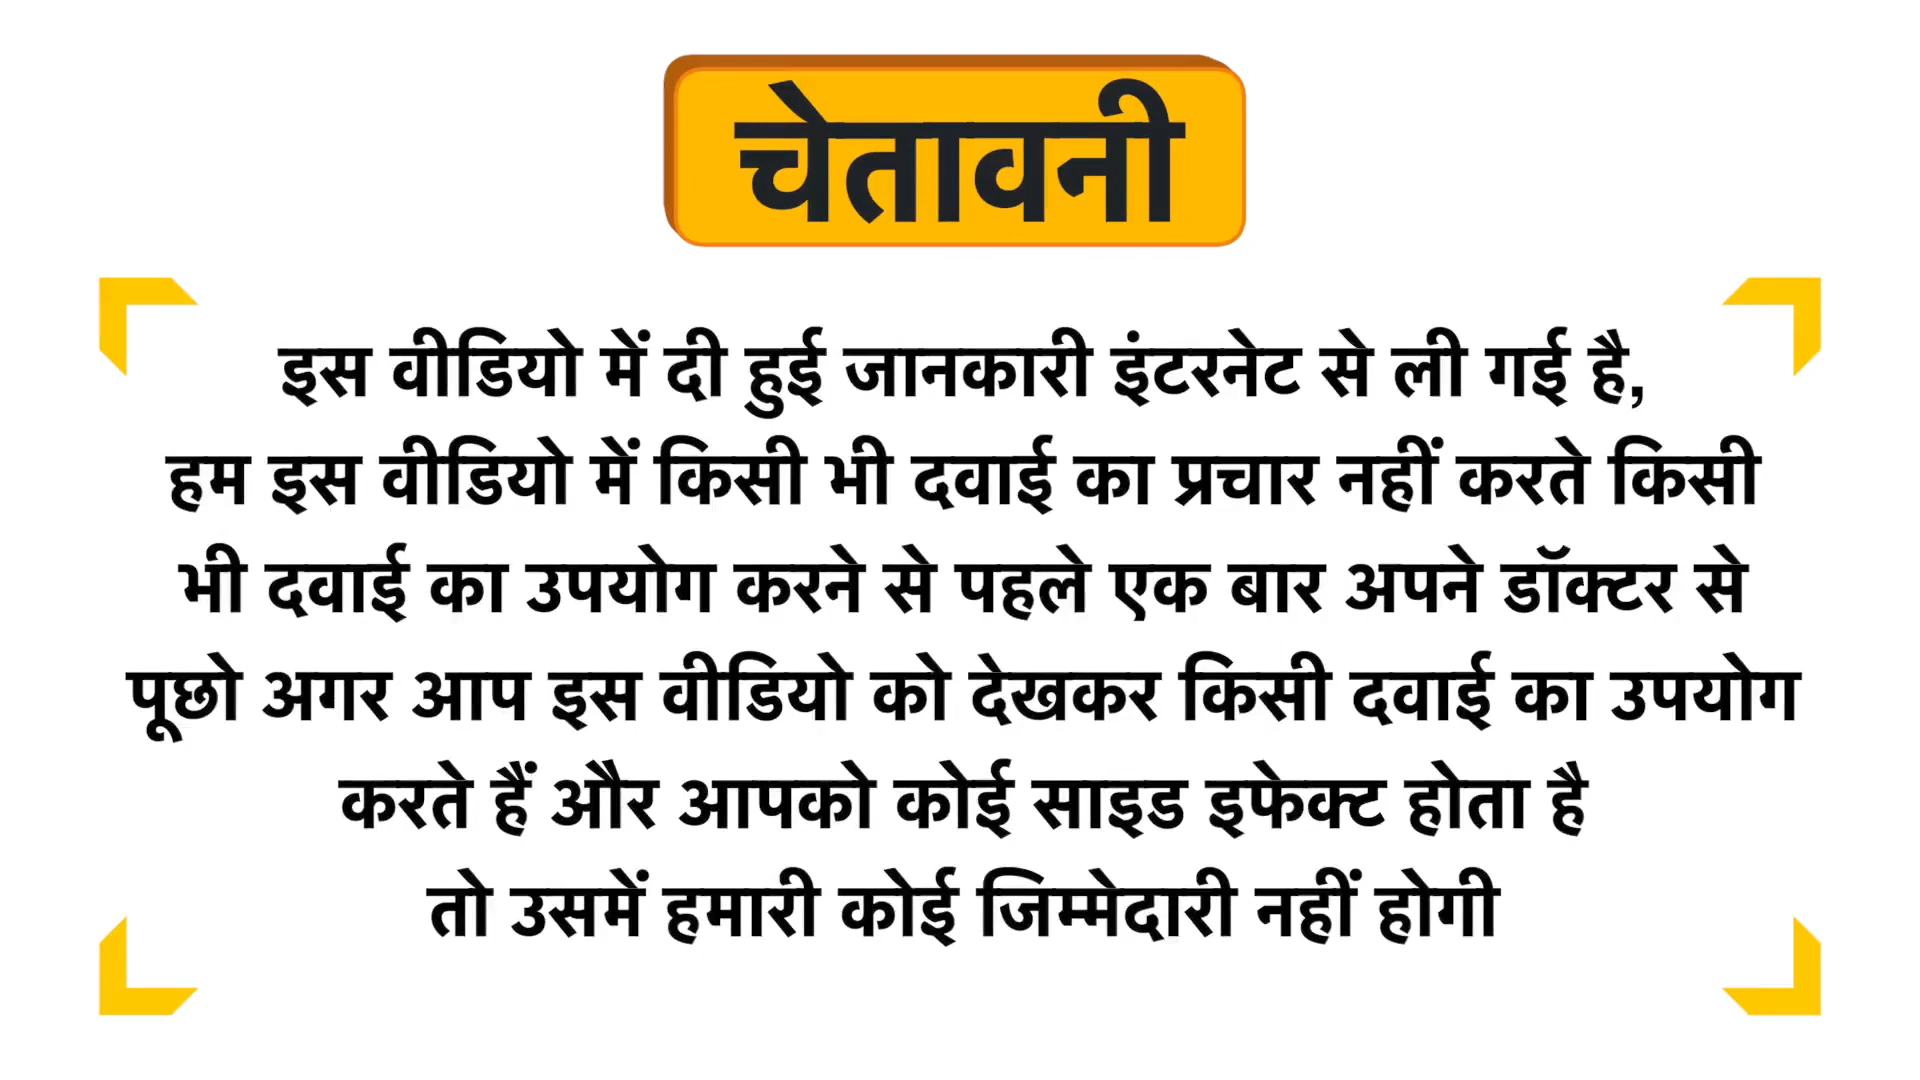 चेतावनी
इस वीडियो में दी हुई जानकारी इंटरनेट से ली गई है,
हम इस वीडियो में किसी भी दवाई का प्रचार नहीं करते किसी
भी दवाई का उपयोग करने से पहले एक बार अपने डॉक्टर से
पूछो अगर आप इस वीडियो को देखकर किसी दवाई का उपयोग
करते हैं और आपको कोई साइड इफेक्ट होता है
तो उसमें हमारी कोई जिम्मेदारी नहीं होगी